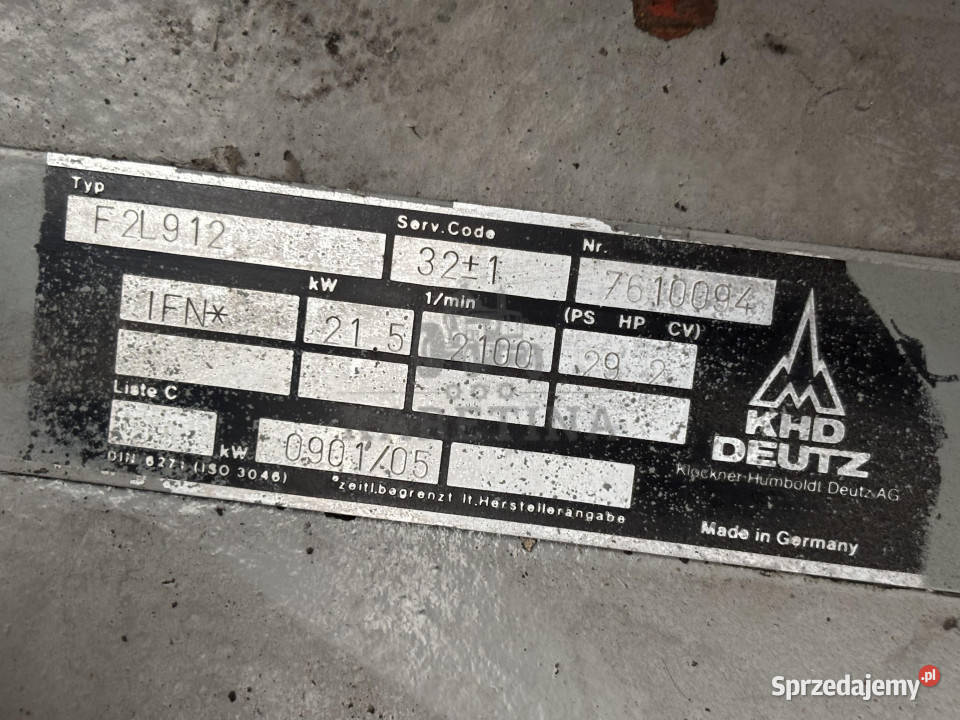 Typ Serv.Code Nr.
F2L912 32±1 7610094
kW 1/min (PS HP CV)
IFN* 21.5 2100 29.2
Liste C
kW 0901/05
DIN 6271 (ISO 3046) *zeitl.begrenzt lt.Herstellerangabe
KHD
DEUTZ
Klöckner-Humboldt-Deutz AG
Made in Germany
Sprzedajemy.pl